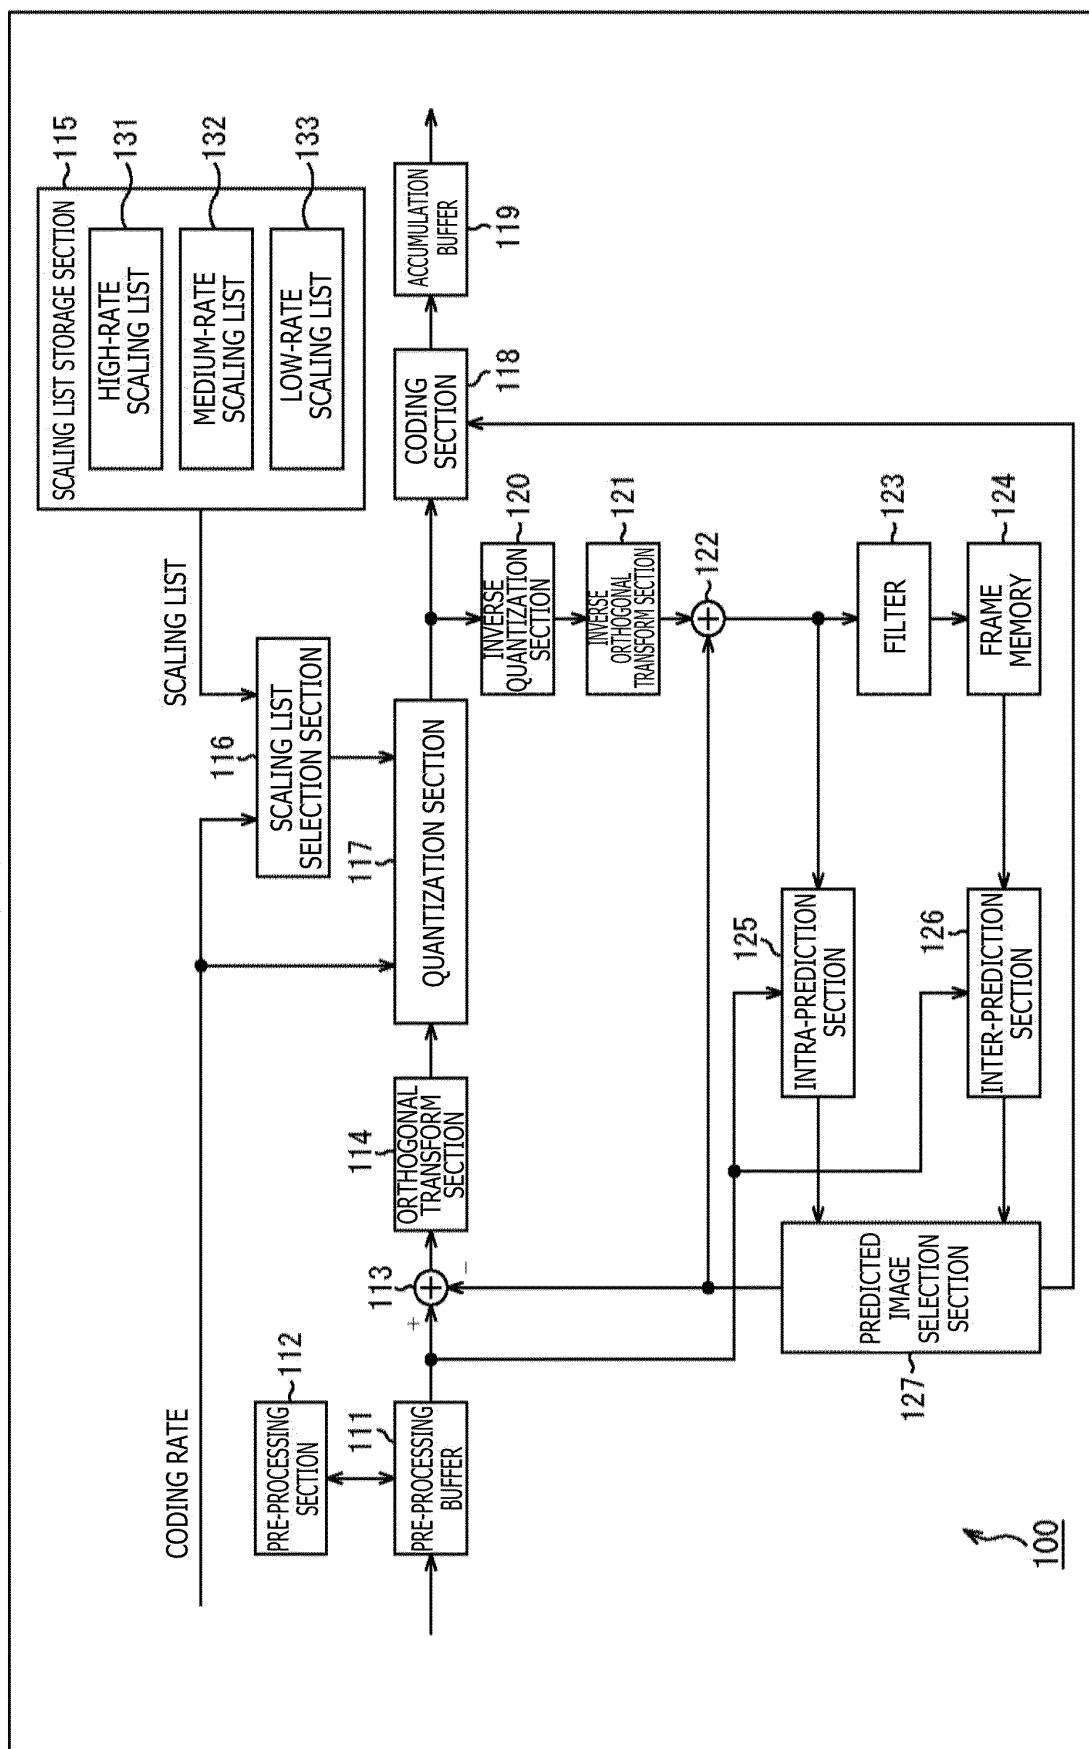 CODING RATE
SCALING LIST
SCALING LIST STORAGE SECTION
115
HIGH-RATE
SCALING LIST
131
MEDIUM-RATE
SCALING LIST
132
LOW-RATE
SCALING LIST
133
PRE-PROCESSING
SECTION
112
116
SCALING LIST
SELECTION SECTION
111
PRE-PROCESSING
BUFFER
+
113
+
−
114
ORTHOGONAL
TRANSFORM
SECTION
117
QUANTIZATION SECTION
CODING
SECTION
118
ACCUMULATION
BUFFER
119
INVERSE
QUANTIZATION
SECTION
120
INVERSE
ORTHOGONAL
TRANSFORM SECTION
121
+
122
125
INTRA-PREDICTION
SECTION
FILTER
123
PREDICTED
IMAGE
SELECTION
SECTION
127
126
INTER-PREDICTION
SECTION
FRAME
MEMORY
124
100